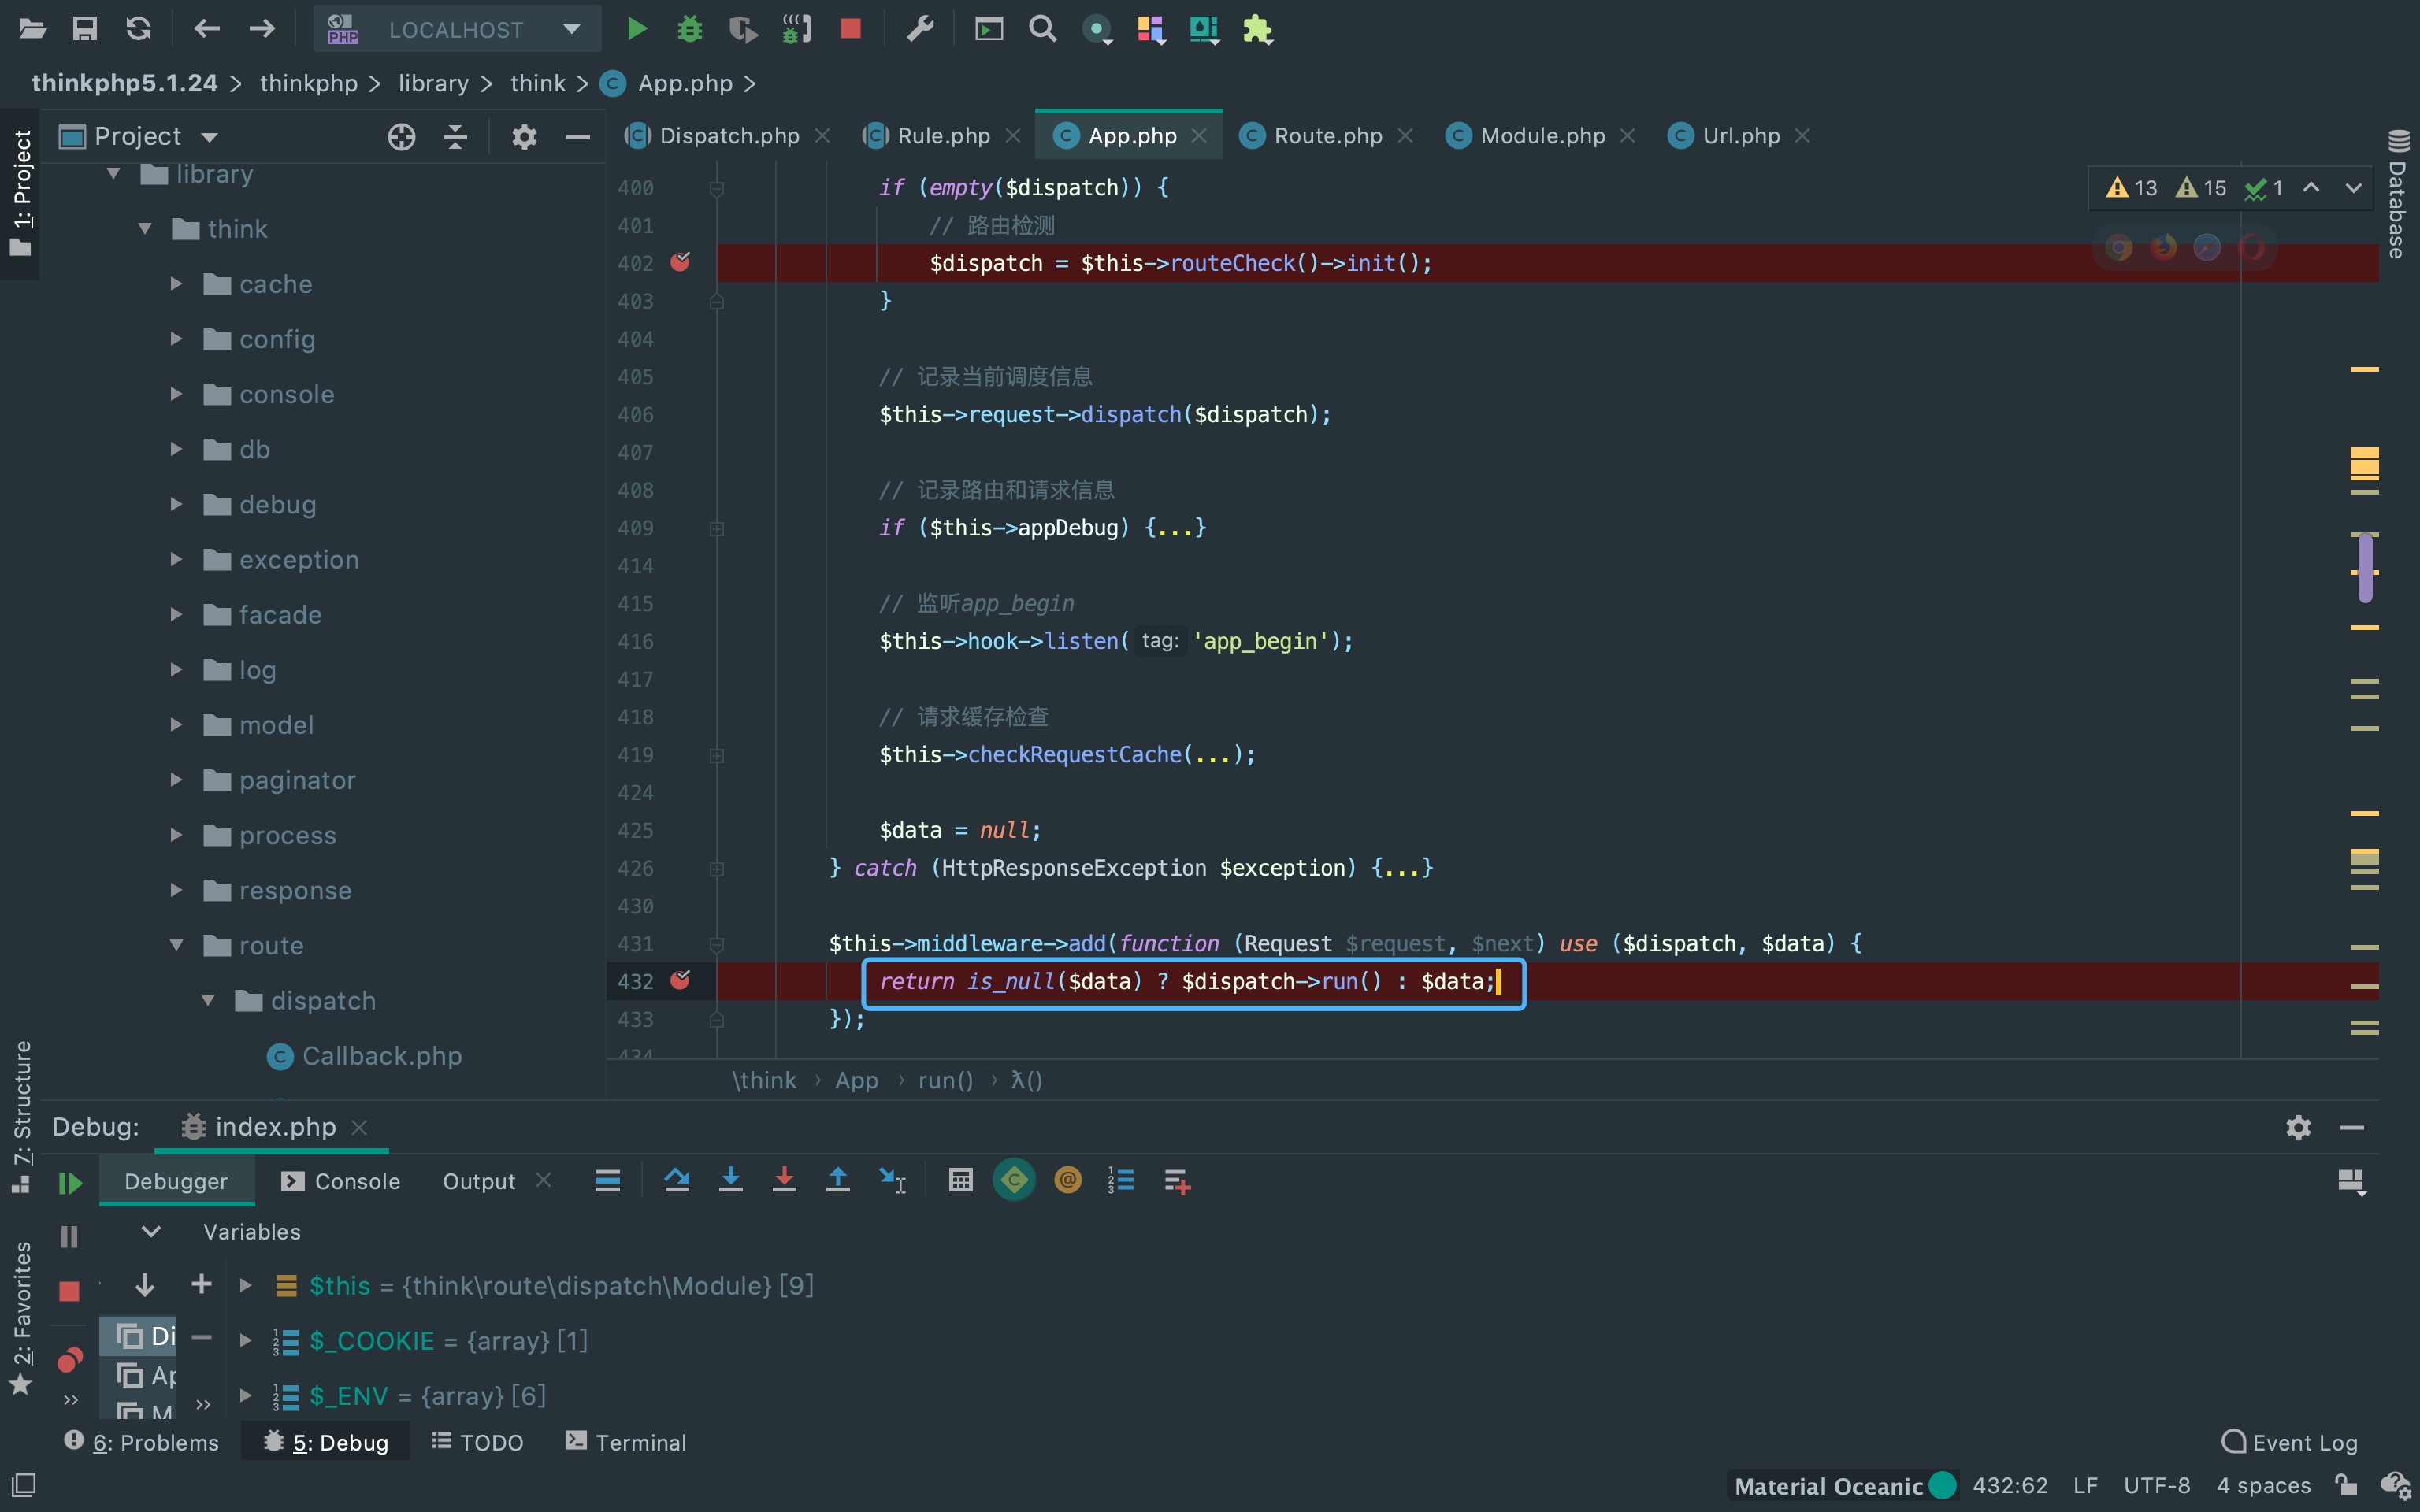 LOCALHOST
thinkphp5.1.24 > thinkphp > library > think > App.php >
1: Project
Project
Dispatch.php
Rule.php
App.php
Route.php
Module.php
Url.php
Database
13 15 1
library
think
cache
config
console
db
debug
exception
facade
log
model
paginator
process
response
route
dispatch
Callback.php
400 if (empty($dispatch)) {
401 // 路由检测
402 $dispatch = $this->routeCheck()->init();
403 }
404
405 // 记录当前调度信息
406 $this->request->dispatch($dispatch);
407
408 // 记录路由和请求信息
409 if ($this->appDebug) {...}
414
415 // 监听app_begin
416 $this->hook->listen( tag: 'app_begin');
417
418 // 请求缓存检查
419 $this->checkRequestCache(...);
424
425 $data = null;
426 } catch (HttpResponseException $exception) {...}
430
431 $this->middleware->add(function (Request $request, $next) use ($dispatch, $data) {
432 return is_null($data) ? $dispatch->run() : $data;
433 });
434
\think › App › run() › λ()
7: Structure
2: Favorites
Debug: index.php
Debugger Console Output
Variables
$this = {think\route\dispatch\Module} [9]
$_COOKIE = {array} [1]
$_ENV = {array} [6]
Di
Ap
Mi
6: Problems 5: Debug TODO Terminal Event Log
Material Oceanic 432:62 LF UTF-8 4 spaces